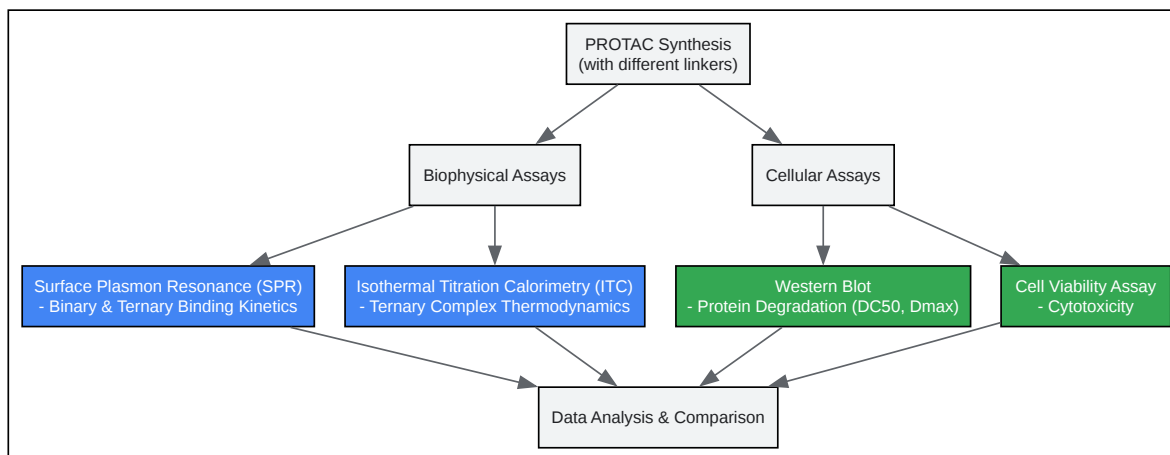 PROTAC Synthesis
(with different linkers)
Biophysical Assays
Cellular Assays
Surface Plasmon Resonance (SPR)
- Binary & Ternary Binding Kinetics
Isothermal Titration Calorimetry (ITC)
- Ternary Complex Thermodynamics
Western Blot
- Protein Degradation (DC50, Dmax)
Cell Viability Assay
- Cytotoxicity
Data Analysis & Comparison